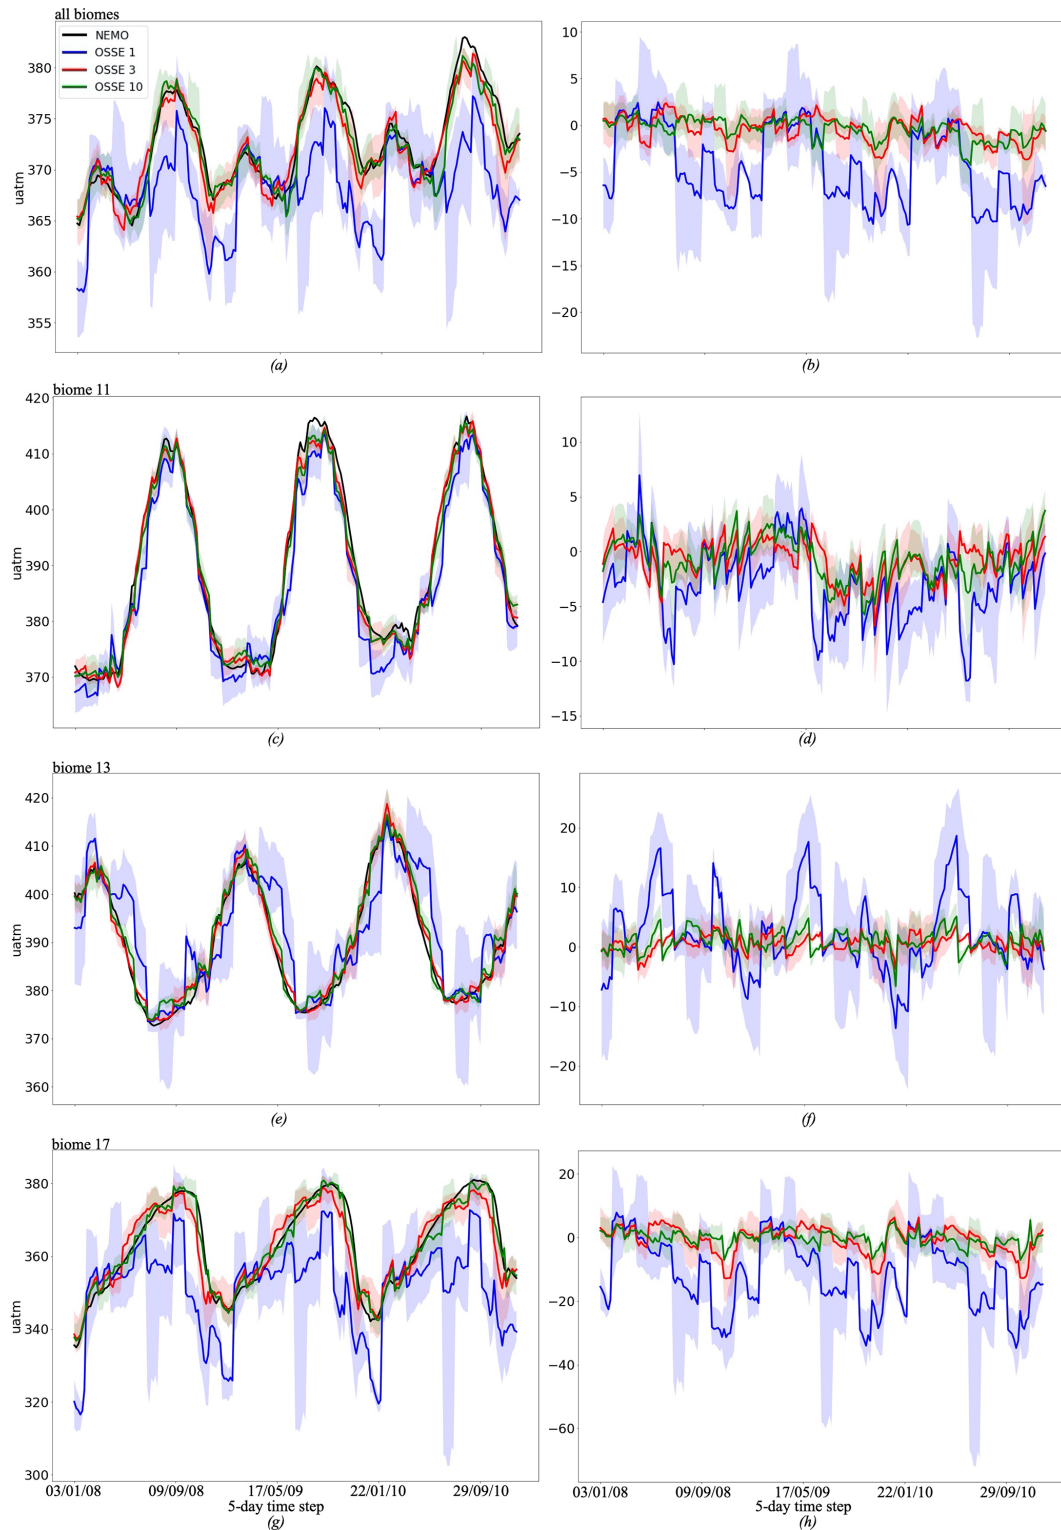 all biomes
NEMO
OSSE 1
OSSE 3
OSSE 10
uatm
380
375
370
365
360
355
(a)
10
5
0
−5
−10
−15
−20
(b)
biome 11
uatm
420
410
400
390
380
370
(c)
10
5
0
−5
−10
−15
(d)
biome 13
uatm
420
410
400
390
380
370
360
(e)
20
10
0
−10
−20
(f)
biome 17
uatm
380
360
340
320
300
03/01/08 09/09/08 17/05/09 22/01/10 29/09/10
5-day time step
(g)
20
0
−20
−40
−60
03/01/08 09/09/08 17/05/09 22/01/10 29/09/10
5-day time step
(h)